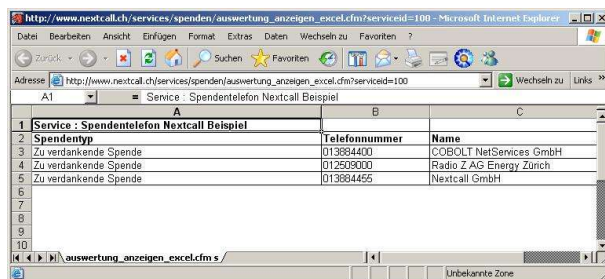 http://www.nextcall.ch/services/spenden/auswertung_anzeigen_excel.cfm?serviceid=100 - Microsoft Internet Explorer
Datei Bearbeiten Ansicht Einfügen Format Extras Daten Wechseln zu Favoriten ?
Zurück Suchen Favoriten
Adresse http://www.nextcall.ch/services/spenden/auswertung_anzeigen_excel.cfm?serviceid=100 Wechseln zu Links »
A1 = Service : Spendentelefon Nextcall Beispiel
A B C
1 Service : Spendentelefon Nextcall Beispiel
2 Spendentyp Telefonnummer Name
3 Zu verdankende Spende 013884400 COBOLT NetServices GmbH
4 Zu verdankende Spende 012509000 Radio Z AG Energy Zürich
5 Zu verdankende Spende 013884455 Nextcall GmbH
6
7
8
9
10
auswertung_anzeigen_excel.cfm s
Unbekannte Zone